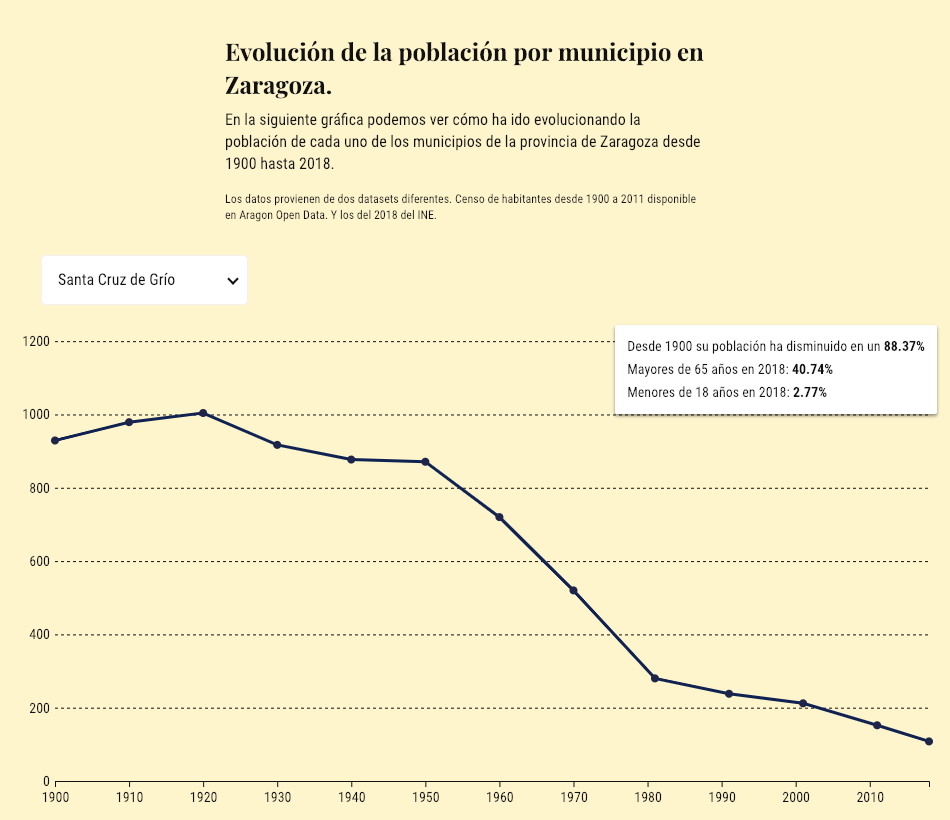 Evolución de la población por municipio en
Zaragoza.
En la siguiente gráfica podemos ver cómo ha ido evolucionando la
población de cada uno de los municipios de la provincia de Zaragoza desde
1900 hasta 2018.
Los datos provienen de dos datasets diferentes. Censo de habitantes desde 1900 a 2011 disponible
en Aragon Open Data. Y los del 2018 del INE.
Santa Cruz de Grío
Desde 1900 su población ha disminuido en un 88.37%
Mayores de 65 años en 2018: 40.74%
Menores de 18 años en 2018: 2.77%
1200
1000
800
600
400
200
0
1900 1910 1920 1930 1940 1950 1960 1970 1980 1990 2000 2010